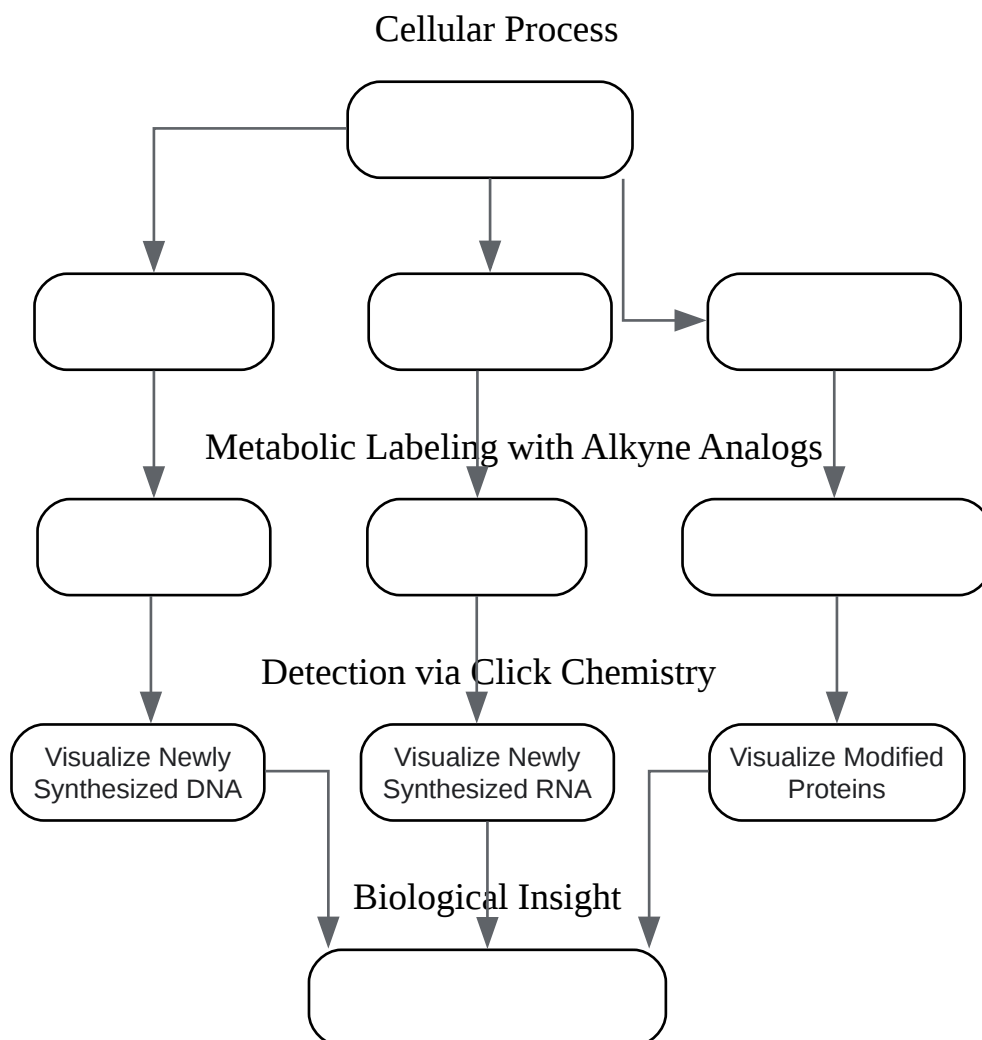 Cellular Process
Metabolic Labeling with Alkyne Analogs
Detection via Click Chemistry
Visualize Newly
Synthesized DNA
Visualize Newly
Synthesized RNA
Visualize Modified
Proteins
Biological Insight